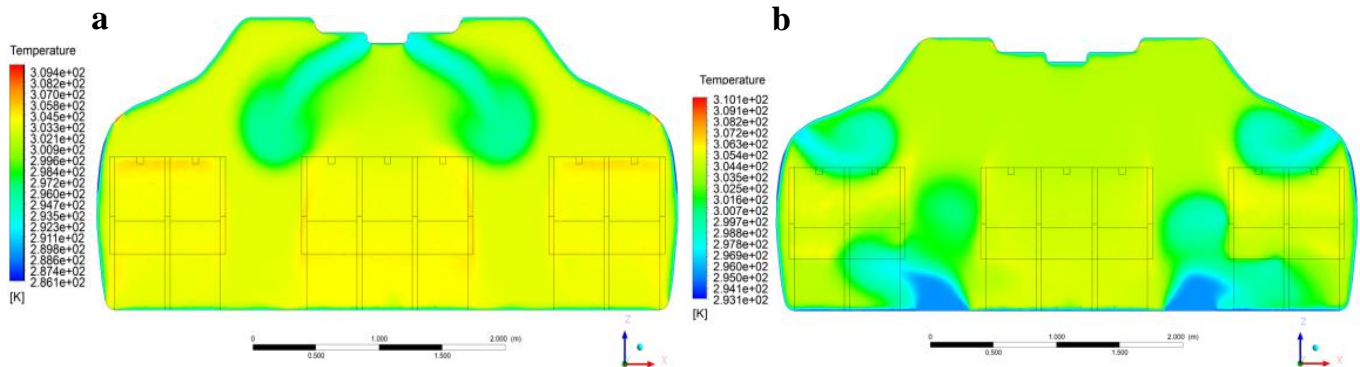 a
Temperature
3.094e+02
3.082e+02
3.070e+02
3.058e+02
3.045e+02
3.033e+02
3.021e+02
3.009e+02
2.996e+02
2.984e+02
2.972e+02
2.960e+02
2.947e+02
2.935e+02
2.923e+02
2.911e+02
2.898e+02
2.886e+02
2.874e+02
2.861e+02
[K]
0 1.000 2.000 (m)
0.500 1.500
Z
X
b
Temperature
3.101e+02
3.091e+02
3.082e+02
3.072e+02
3.063e+02
3.054e+02
3.044e+02
3.035e+02
3.025e+02
3.016e+02
3.007e+02
2.997e+02
2.988e+02
2.978e+02
2.969e+02
2.960e+02
2.950e+02
2.941e+02
2.931e+02
[K]
0 1.000 2.000 (m)
0.500 1.500
Z
X